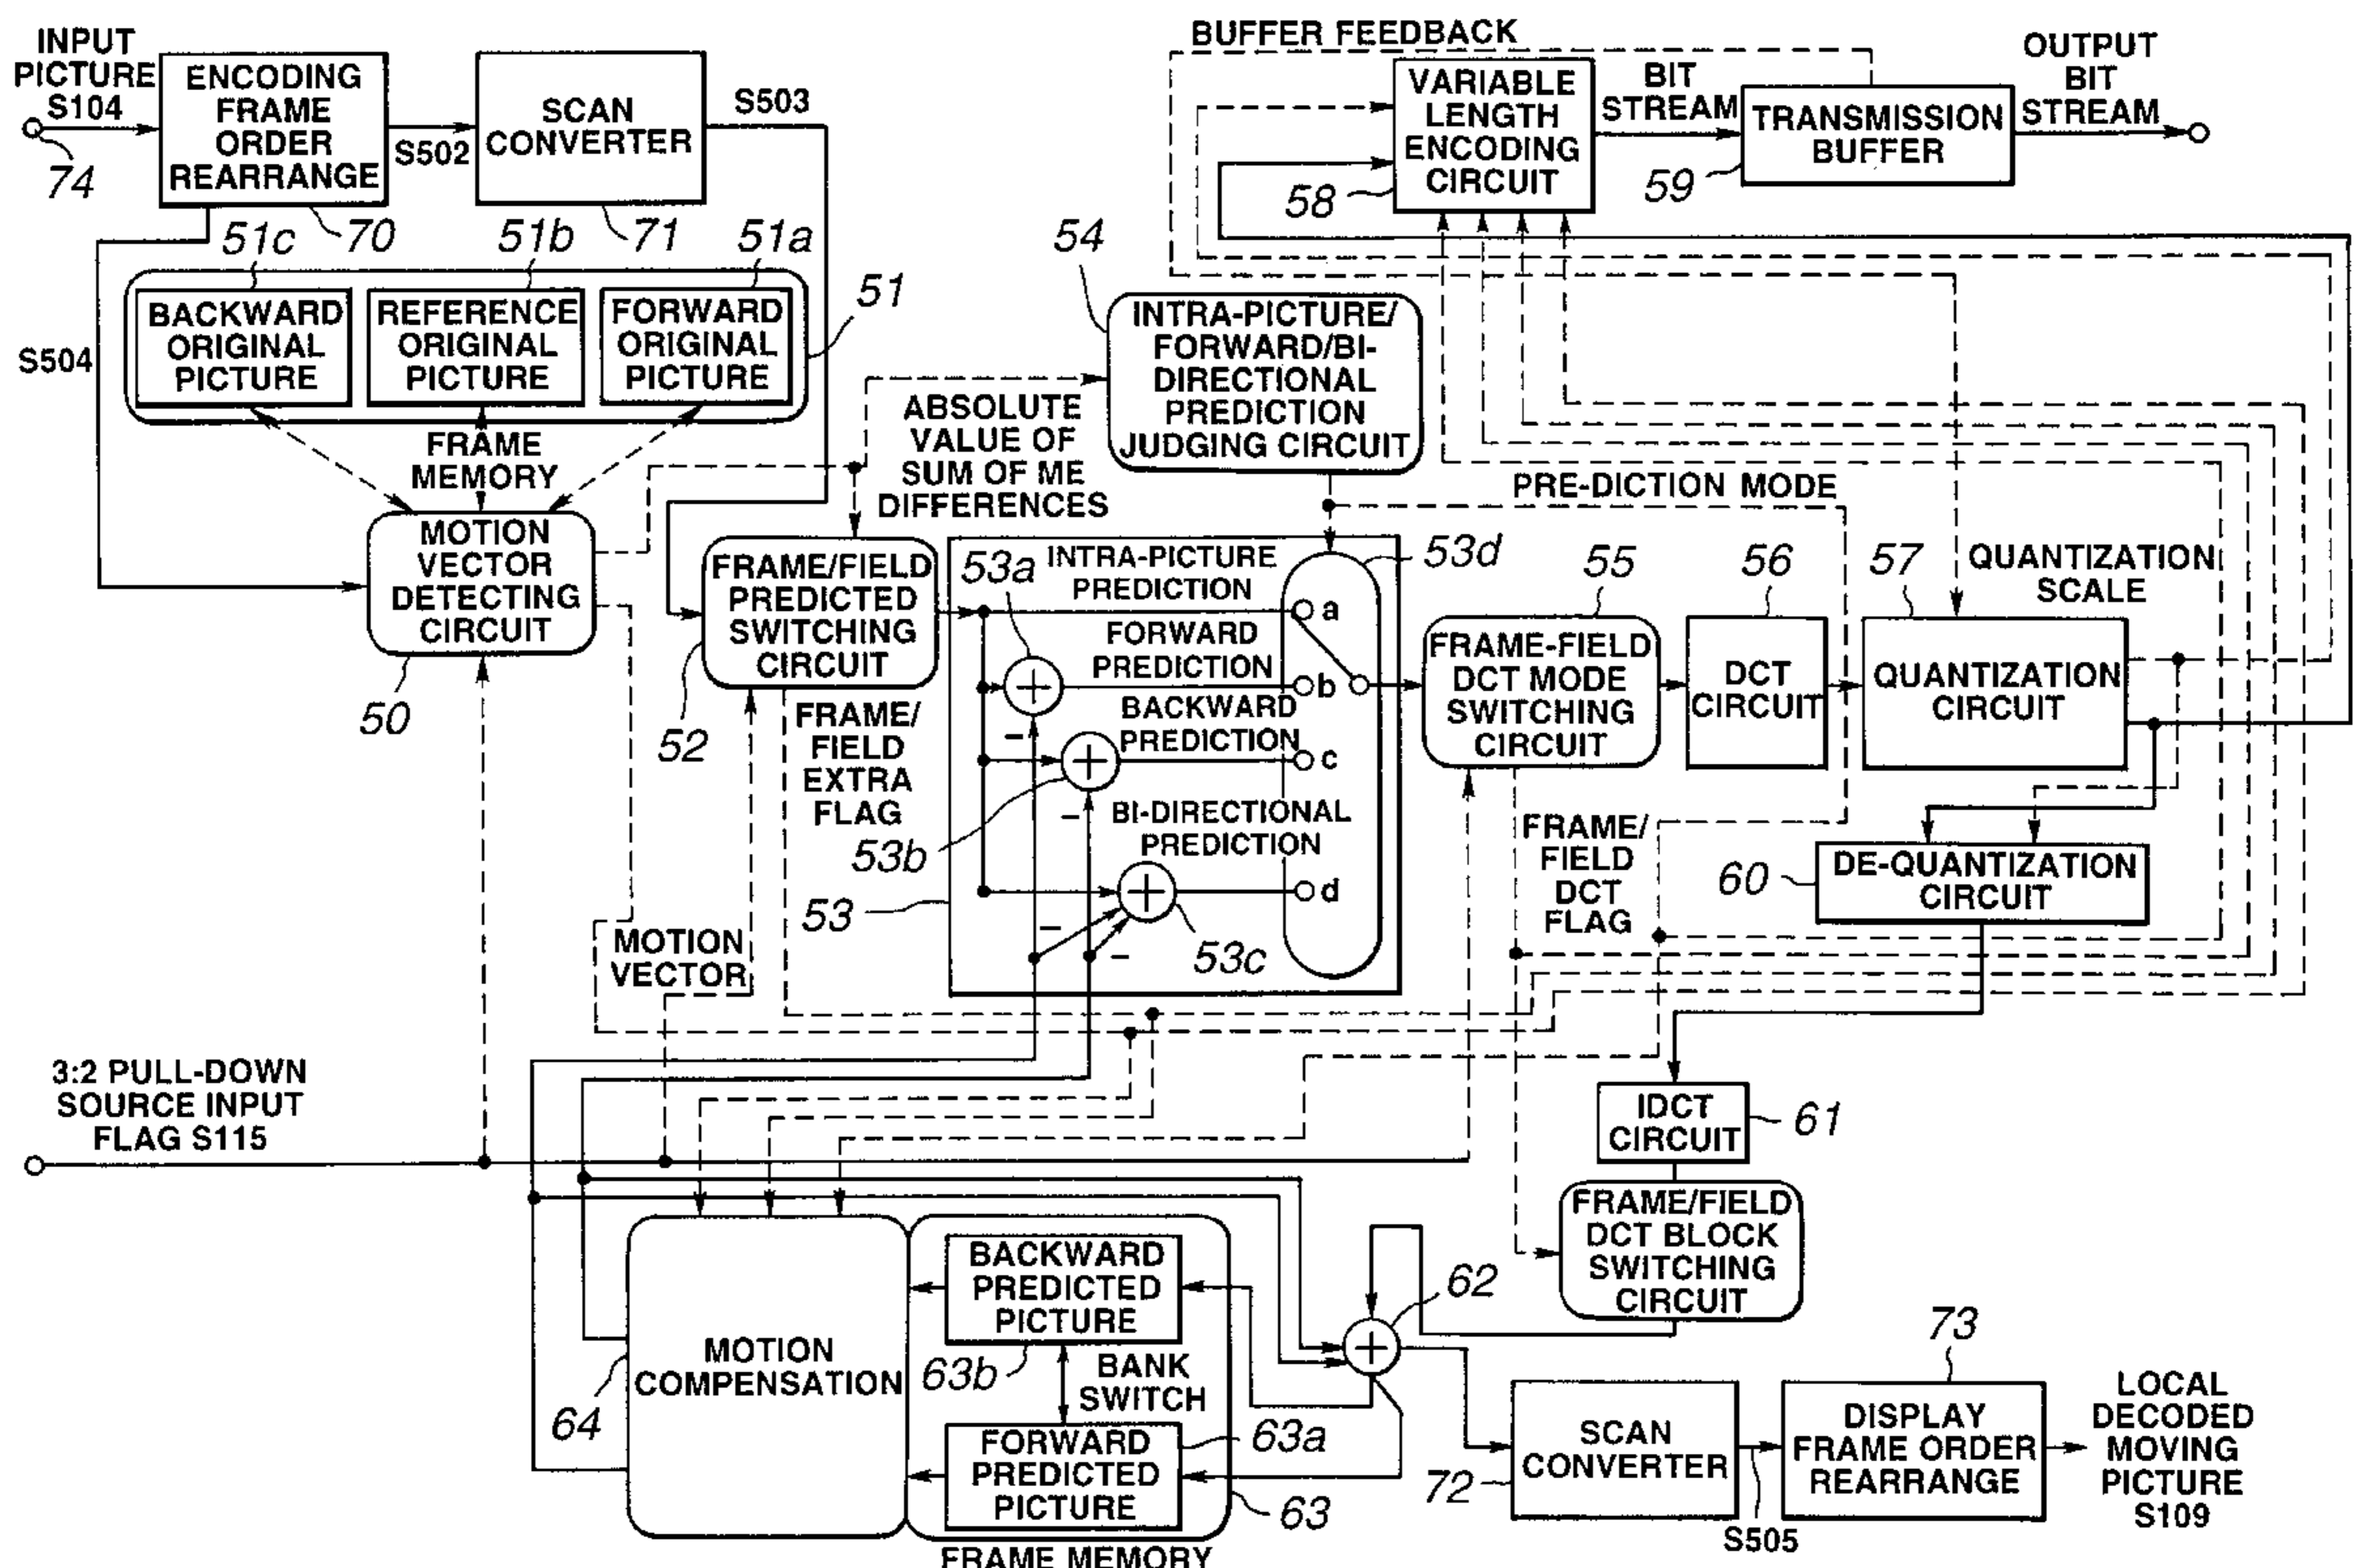 INPUT
PICTURE
S104
74
ENCODING
FRAME
ORDER
REARRANGE
70
S502
SCAN
CONVERTER
71
S503
BUFFER FEEDBACK
VARIABLE
LENGTH
ENCODING
CIRCUIT
58
BIT
STREAM
TRANSMISSION
BUFFER
59
OUTPUT
BIT
STREAM
S504
51c
51b
51a
51
BACKWARD
ORIGINAL
PICTURE
REFERENCE
ORIGINAL
PICTURE
FORWARD
ORIGINAL
PICTURE
FRAME
MEMORY
54
INTRA-PICTURE/
FORWARD/BI-
DIRECTIONAL
PREDICTION
JUDGING CIRCUIT
ABSOLUTE
VALUE OF
SUM OF ME
DIFFERENCES
PRE-DICTION MODE
MOTION
VECTOR
DETECTING
CIRCUIT
50
FRAME/FIELD
PREDICTED
SWITCHING
CIRCUIT
52
FRAME/
FIELD
EXTRA
FLAG
53a
INTRA-PICTURE
PREDICTION
a
53d
FORWARD
PREDICTION
b
BACKWARD
PREDICTION
c
53b
BI-DIRECTIONAL
PREDICTION
d
53
53c
55
FRAME-FIELD
DCT MODE
SWITCHING
CIRCUIT
56
DCT
CIRCUIT
57
QUANTIZATION
SCALE
QUANTIZATION
CIRCUIT
FRAME/
FIELD
DCT
FLAG
60
DE-QUANTIZATION
CIRCUIT
MOTION
VECTOR
3:2 PULL-DOWN
SOURCE INPUT
FLAG S115
IDCT
CIRCUIT
61
FRAME/FIELD
DCT BLOCK
SWITCHING
CIRCUIT
62
MOTION
COMPENSATION
64
BACKWARD
PREDICTED
PICTURE
63b
BANK
SWITCH
FORWARD
PREDICTED
PICTURE
63a
63
FRAME MEMORY
SCAN
CONVERTER
72
S505
73
DISPLAY
FRAME ORDER
REARRANGE
LOCAL
DECODED
MOVING
PICTURE
S109